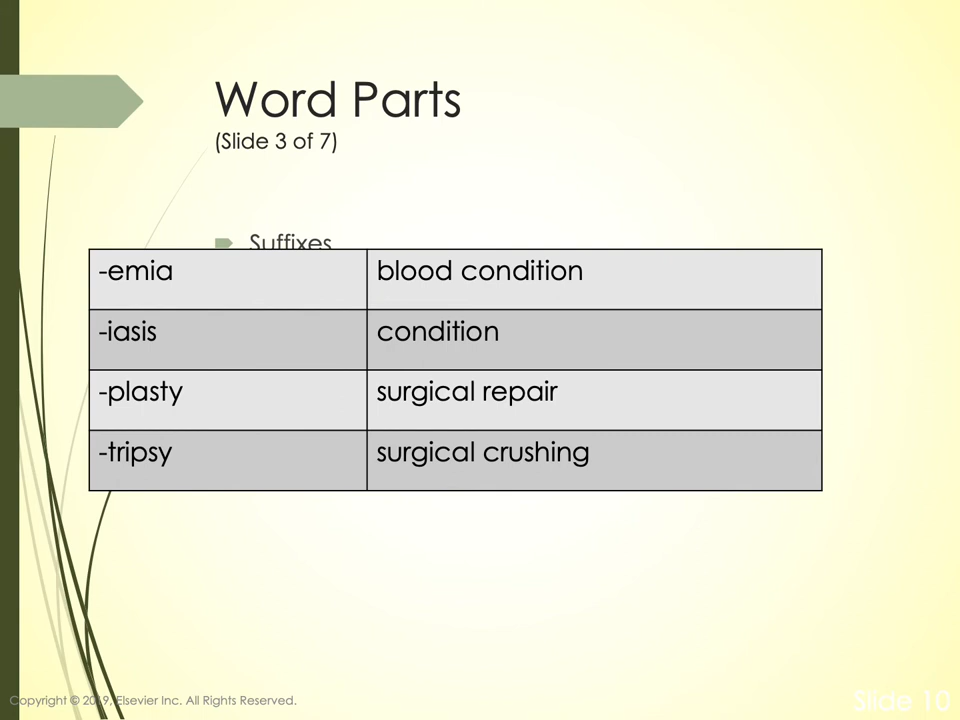 Word Parts
(Slide 3 of 7)
Suffixes
-emia blood condition
-iasis condition
-plasty surgical repair
-tripsy surgical crushing
Copyright © 2019, Elsevier Inc. All Rights Reserved.
Slide 10